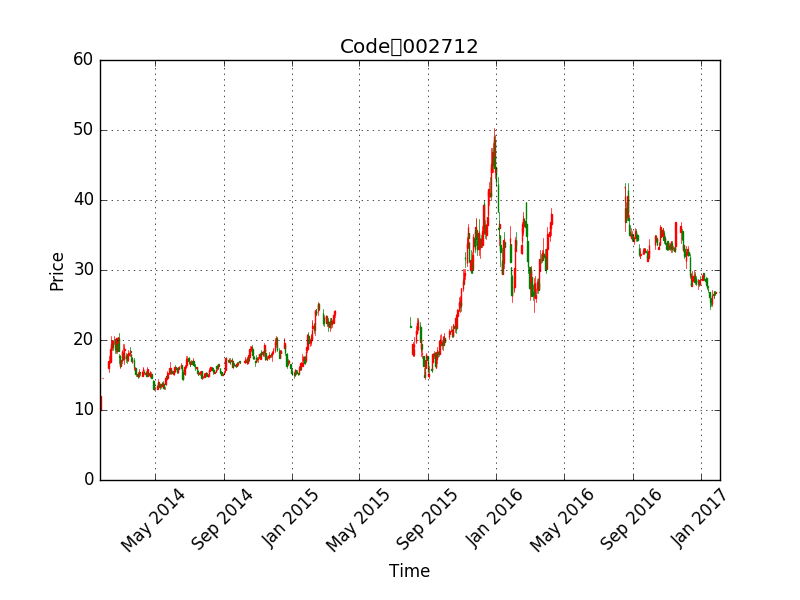 Code▯002712
60
50
40
30
20
10
0
Price
May 2014
Sep 2014
Jan 2015
May 2015
Sep 2015
Jan 2016
May 2016
Sep 2016
Jan 2017
Time